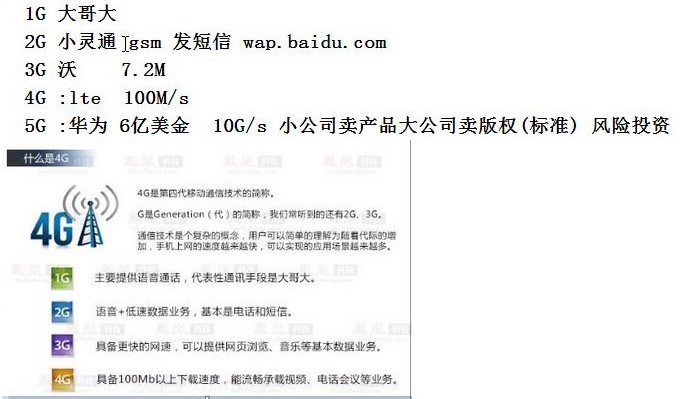 1G 大哥大
2G 小灵通 gsm 发短信 wap.baidu.com
3G 沃 7.2M
4G :lte 100M/s
5G :华为 6亿美金 10G/s 小公司卖产品大公司卖版权(标准) 风险投资
什么是4G
4G是第四代移动通信技术的简称。
4G
G是Generation（代）的简称，我们常听到的还有2G、3G。
通信技术是个复杂的概念，用户可以简单的理解为随着代际的增
加，手机上网的速度越来越快，可以实现的应用场景越来越多。
1G 主要提供语音通话，代表性通讯手段是大哥大。
2G 语音+低速数据业务，基本是电话和短信。
3G 具备更快的网速，可以提供网页浏览、音乐等基本数据业务。
4G 具备100Mb以上下载速度，能流畅承载视频、电话会议等业务。